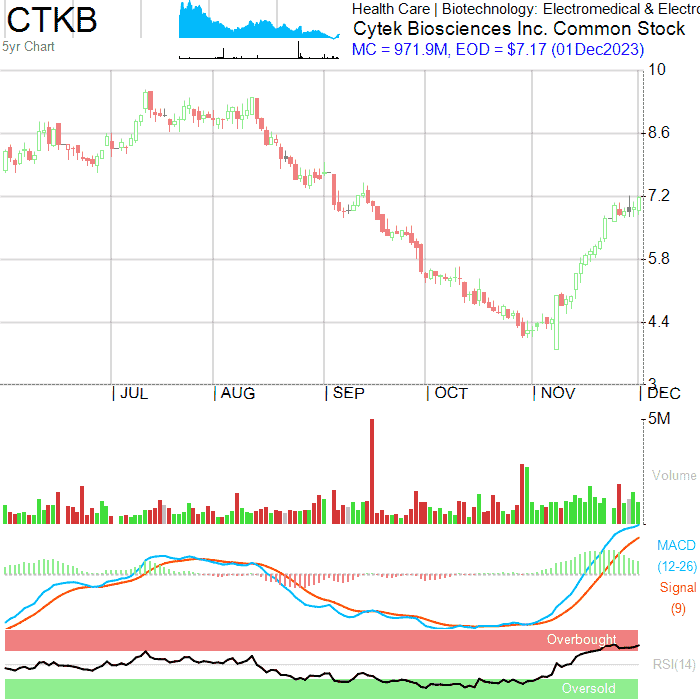 CTKB
5yr Chart
Health Care | Biotechnology: Electromedical & Electro
Cytek Biosciences Inc. Common Stock
MC = 971.9M, EOD = $7.17 (01Dec2023)
10
8.6
7.2
5.8
4.4
3
| JUL | AUG | SEP | OCT | NOV | DEC
5M
Volume
MACD
(12-26)
Signal
(9)
Overbought
RSI(14)
Oversold